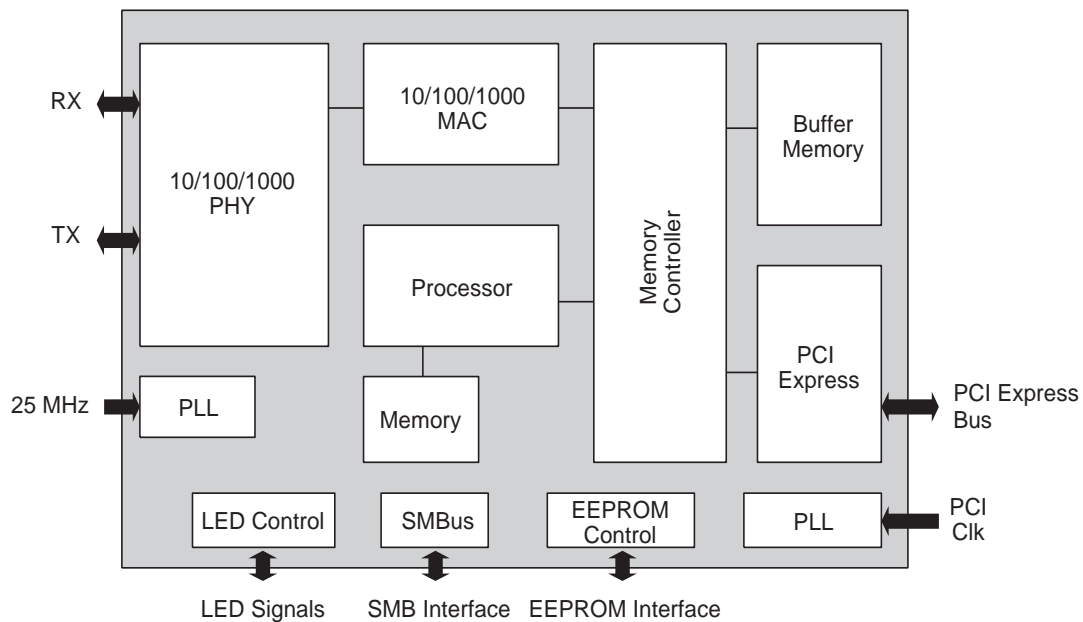 RX
TX
25 MHz
10/100/1000
PHY
PLL
10/100/1000
MAC
Processor
Memory
Memory
Controller
Buffer
Memory
PCI
Express
PCI Express
Bus
LED Control
SMBus
EEPROM
Control
PLL
PCI
Clk
LED Signals
SMB Interface
EEPROM Interface